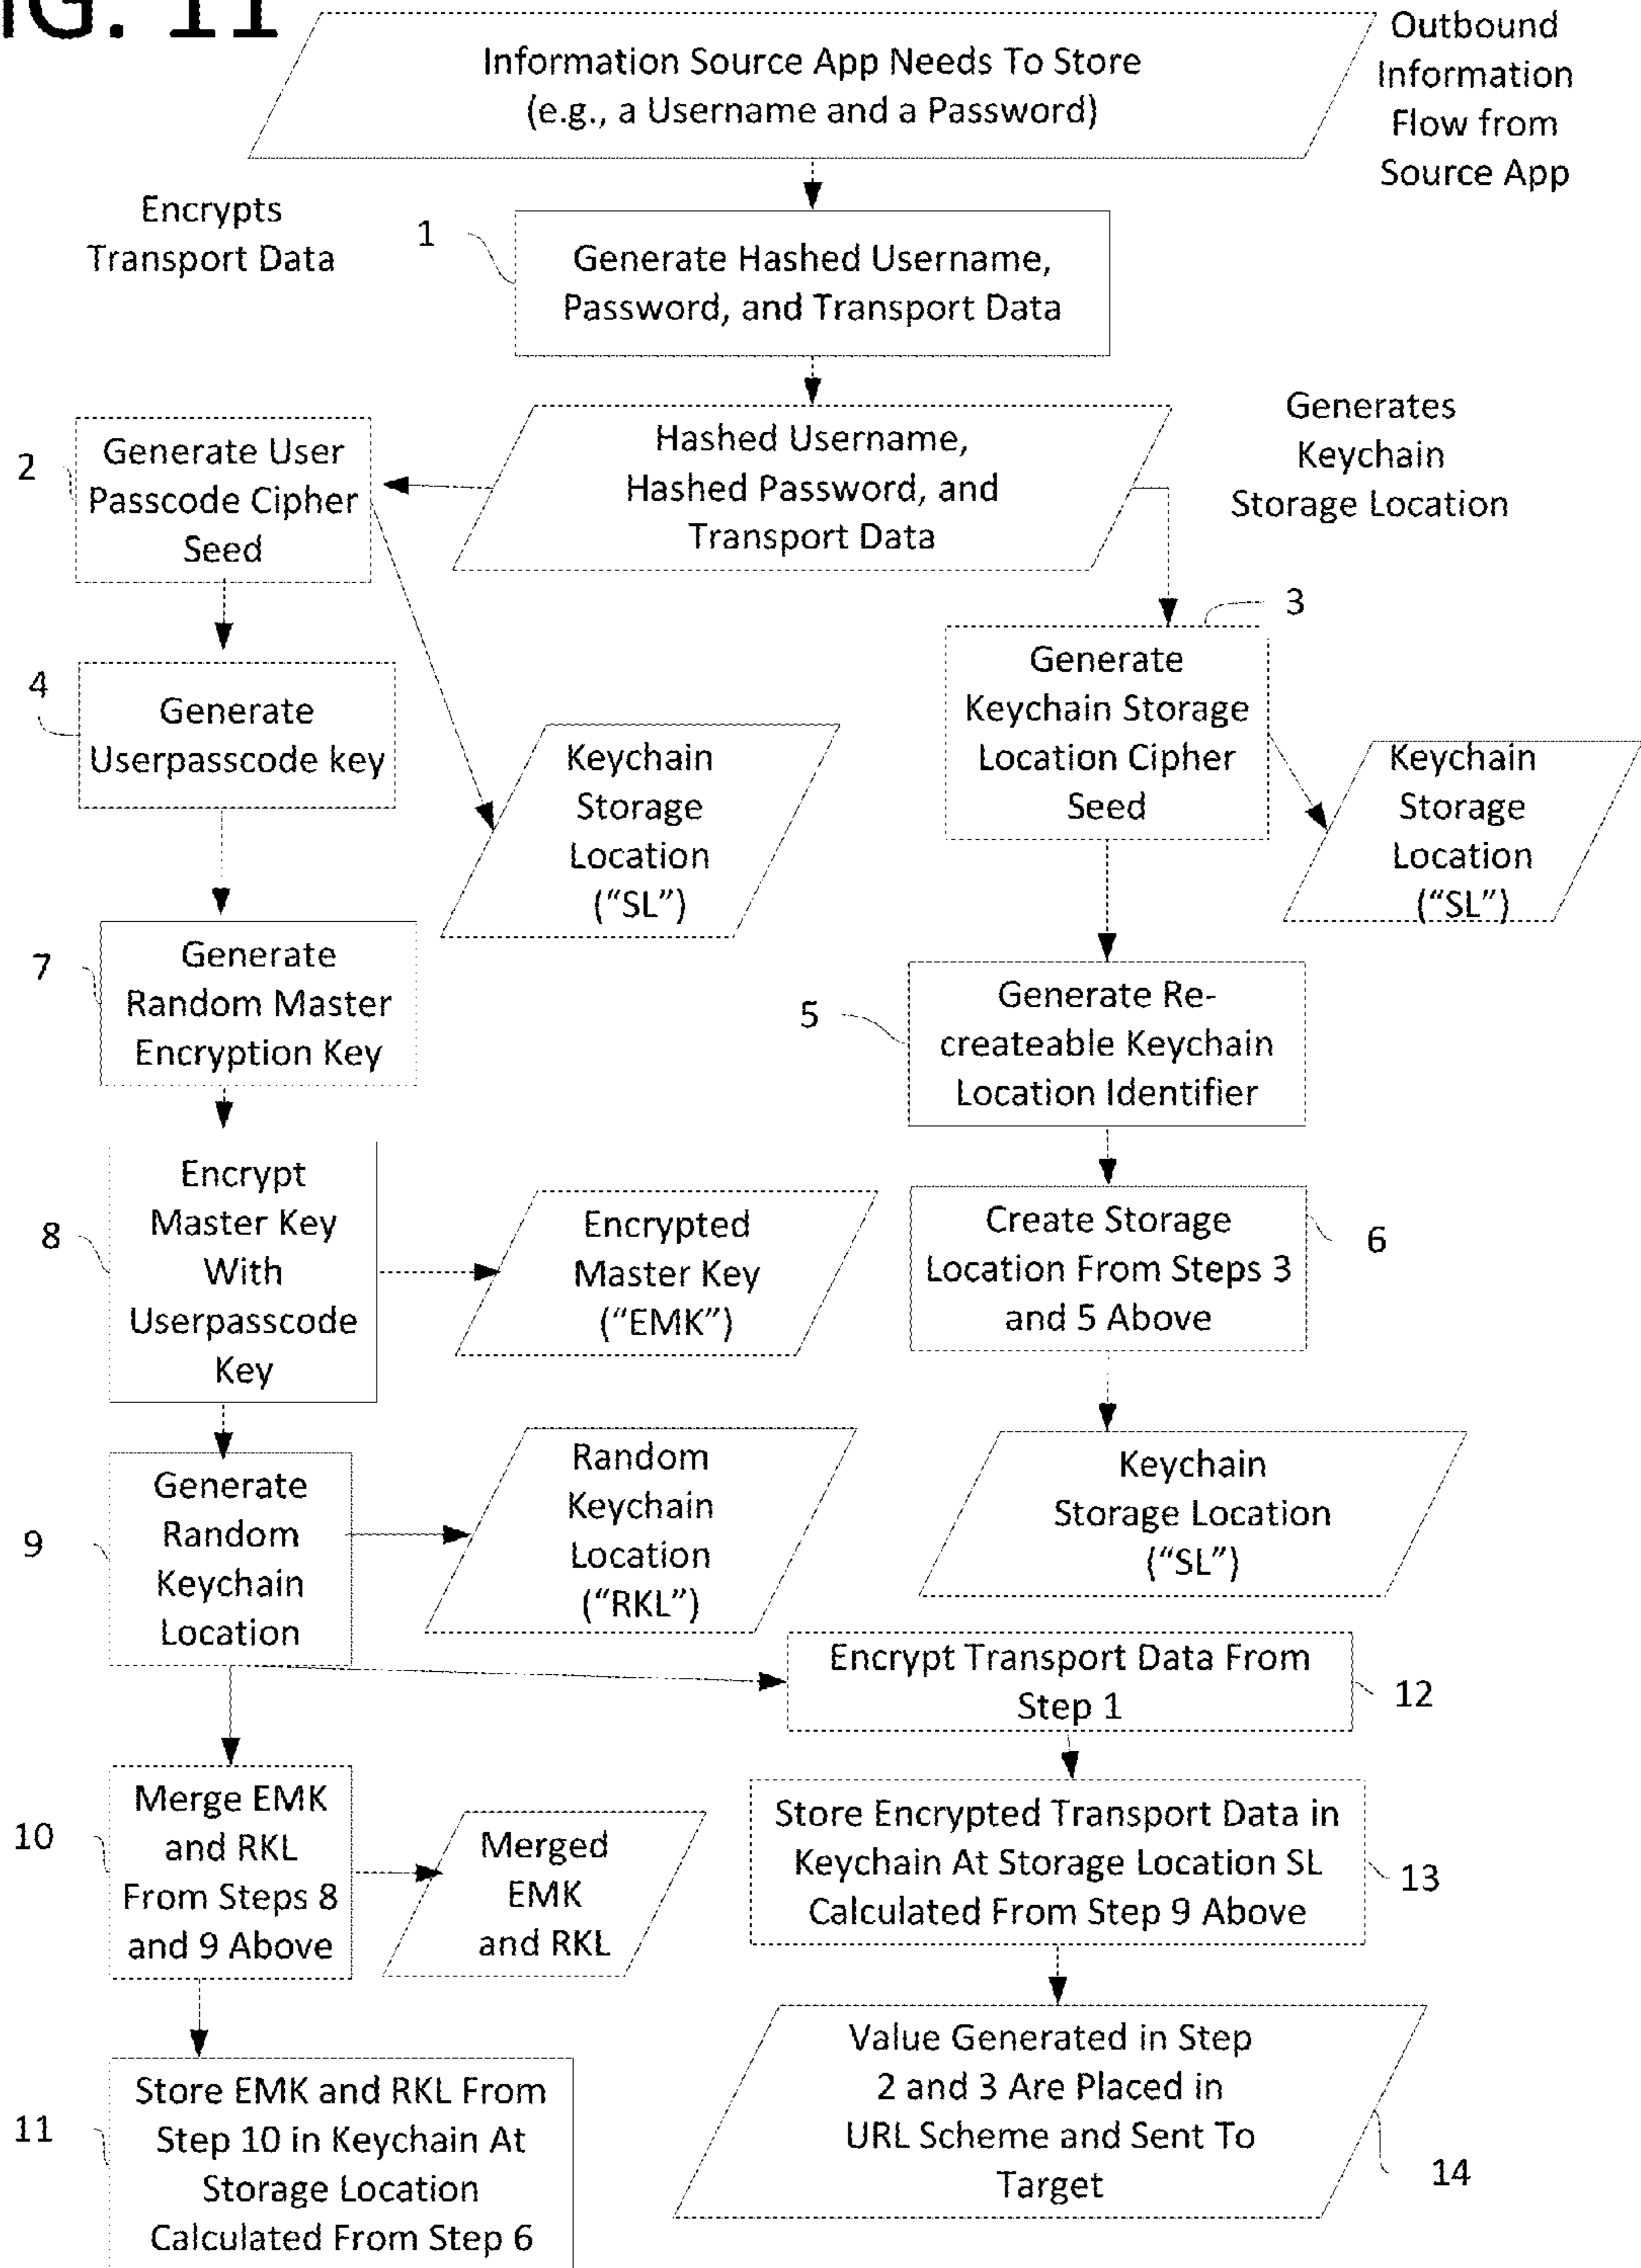 IG. 11
Information Source App Needs To Store
(e.g., a Username and a Password)
Outbound
Information
Flow from
Source App
Encrypts
Transport Data
1
Generate Hashed Username,
Password, and Transport Data
2
Generate User
Passcode Cipher
Seed
Hashed Username,
Hashed Password, and
Transport Data
Generates
Keychain
Storage Location
3
Generate
Keychain Storage
Location Cipher
Seed
4
Generate
Userpasscode key
Keychain
Storage
Location
(“SL”)
Keychain
Storage
Location
(“SL”)
7
Generate
Random Master
Encryption Key
5
Generate Re-
createable Keychain
Location Identifier
8
Encrypt
Master Key
With
Userpasscode
Key
Encrypted
Master Key
(“EMK”)
Create Storage
Location From Steps 3
and 5 Above
6
9
Generate
Random
Keychain
Location
Random
Keychain
Location
(“RKL”)
Keychain
Storage Location
(“SL”)
Encrypt Transport Data From
Step 1
12
10
Merge EMK
and RKL
From Steps 8
and 9 Above
Merged
EMK
and RKL
Store Encrypted Transport Data in
Keychain At Storage Location SL
Calculated From Step 9 Above
13
11
Store EMK and RKL From
Step 10 in Keychain At
Storage Location
Calculated From Step 6
Value Generated in Step
2 and 3 Are Placed in
URL Scheme and Sent To
Target
14